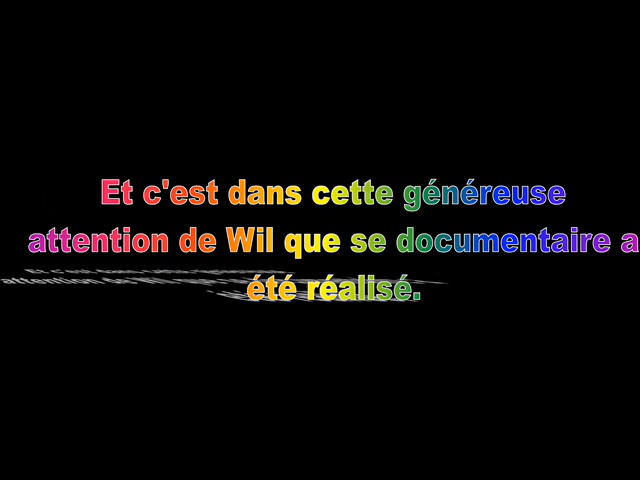 Et c'est dans cette généreuse
attention de Wil que se documentaire a
été réalisé.